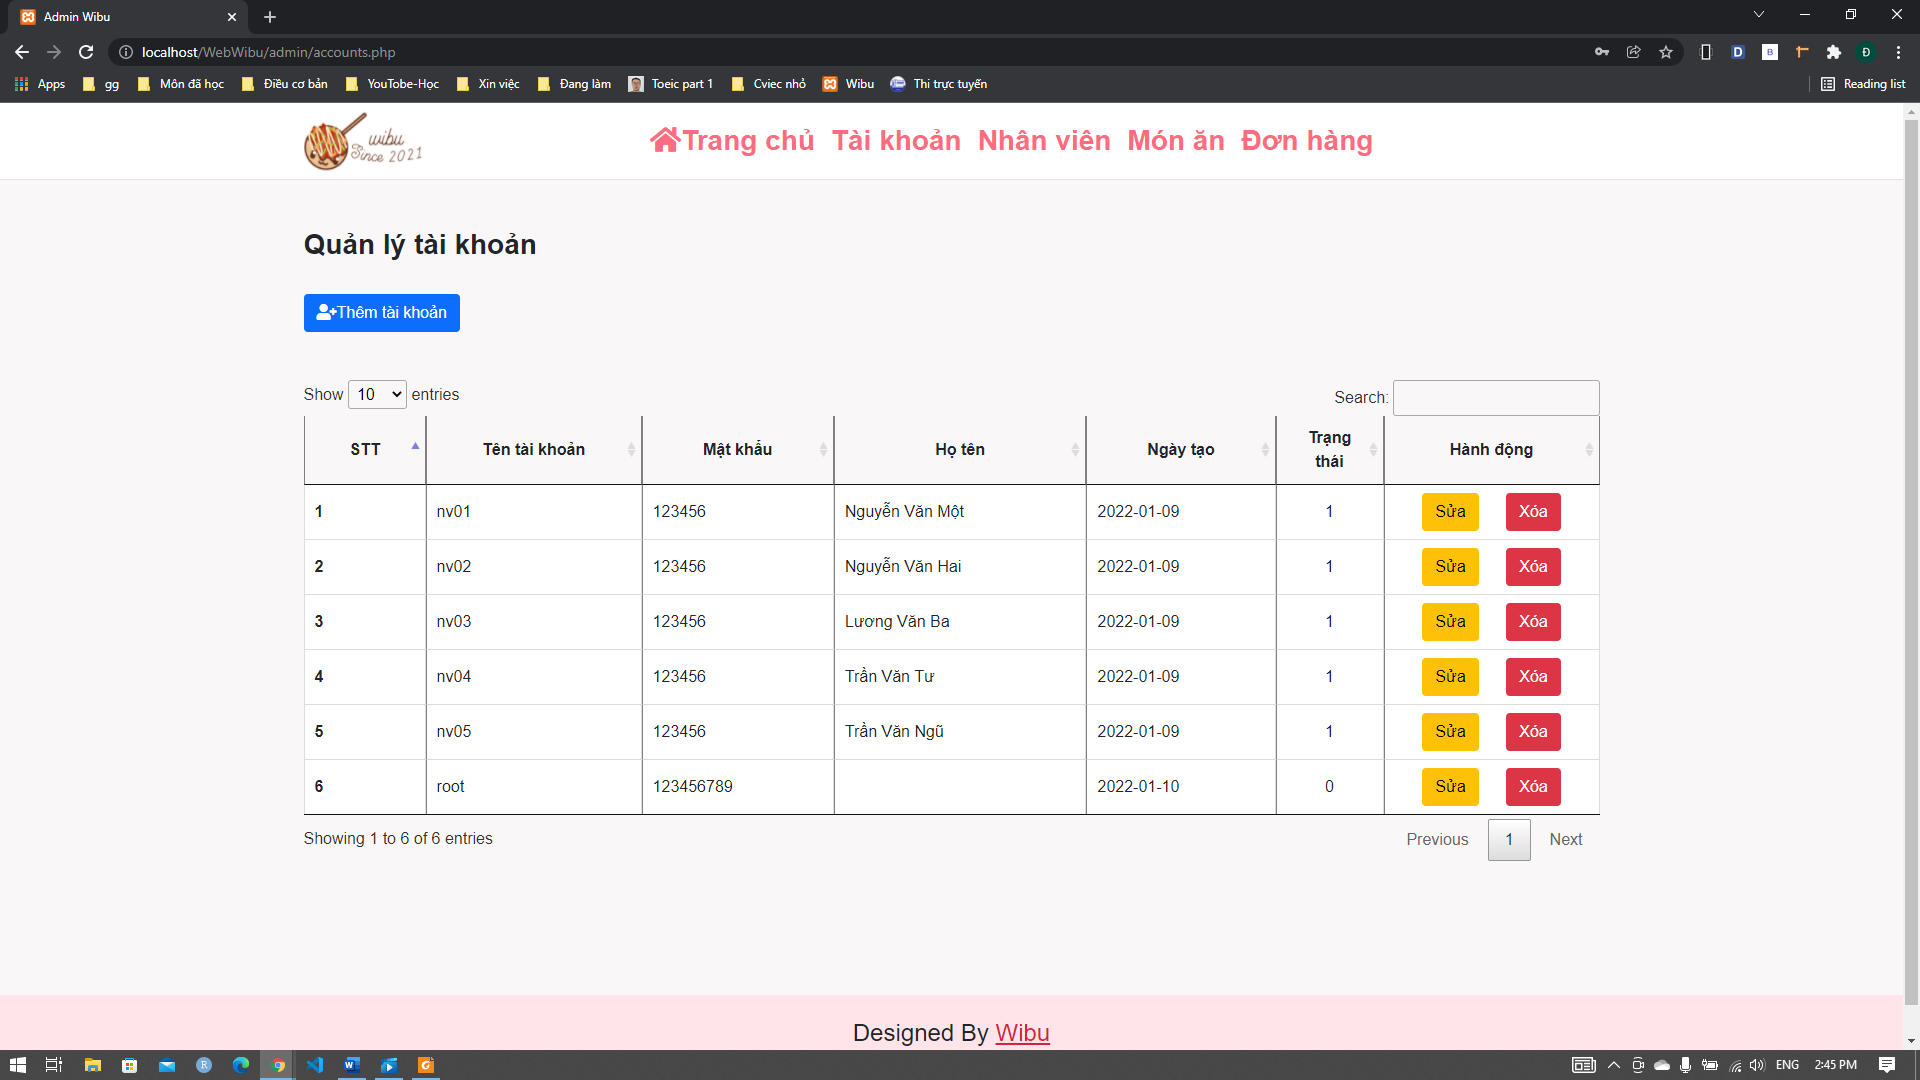 Admin Wibu
localhost/WebWibu/admin/accounts.php
Apps gg Môn đã học Điều cơ bản YouTobe-Học Xin việc Đang làm Toeic part 1 Cviec nhỏ Wibu Thi trực tuyến Reading list
wibu
Since 2021
Trang chủ Tài khoản Nhân viên Món ăn Đơn hàng
Quản lý tài khoản
Thêm tài khoản
Show 10 entries Search:
STT Tên tài khoản Mật khẩu Họ tên Ngày tạo Trạng thái Hành động
1 nv01 123456 Nguyễn Văn Một 2022-01-09 1 Sửa Xóa
2 nv02 123456 Nguyễn Văn Hai 2022-01-09 1 Sửa Xóa
3 nv03 123456 Lương Văn Ba 2022-01-09 1 Sửa Xóa
4 nv04 123456 Trần Văn Tư 2022-01-09 1 Sửa Xóa
5 nv05 123456 Trần Văn Ngũ 2022-01-09 1 Sửa Xóa
6 root 123456789 2022-01-10 0 Sửa Xóa
Showing 1 to 6 of 6 entries Previous 1 Next
Designed By Wibu
ENG 2:45 PM